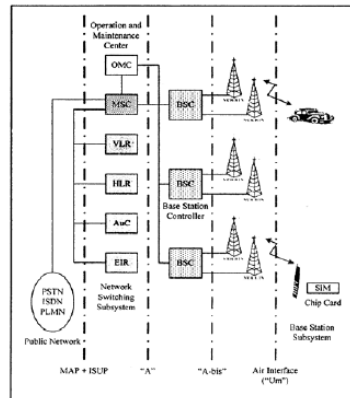 Operation and
Maintenance
Center
OMC
MSC
BSC
VLR
HLR
BSC
Base Station
Controller
AuC
EIR
BSC
SIM
Chip Card
PSTN
ISDN
PLMN
Network
Switching
Subsystem
Base Station
Subsystem
Public Network
MAP + ISUP
"A"
"A-bis"
Air Interface
("Um")